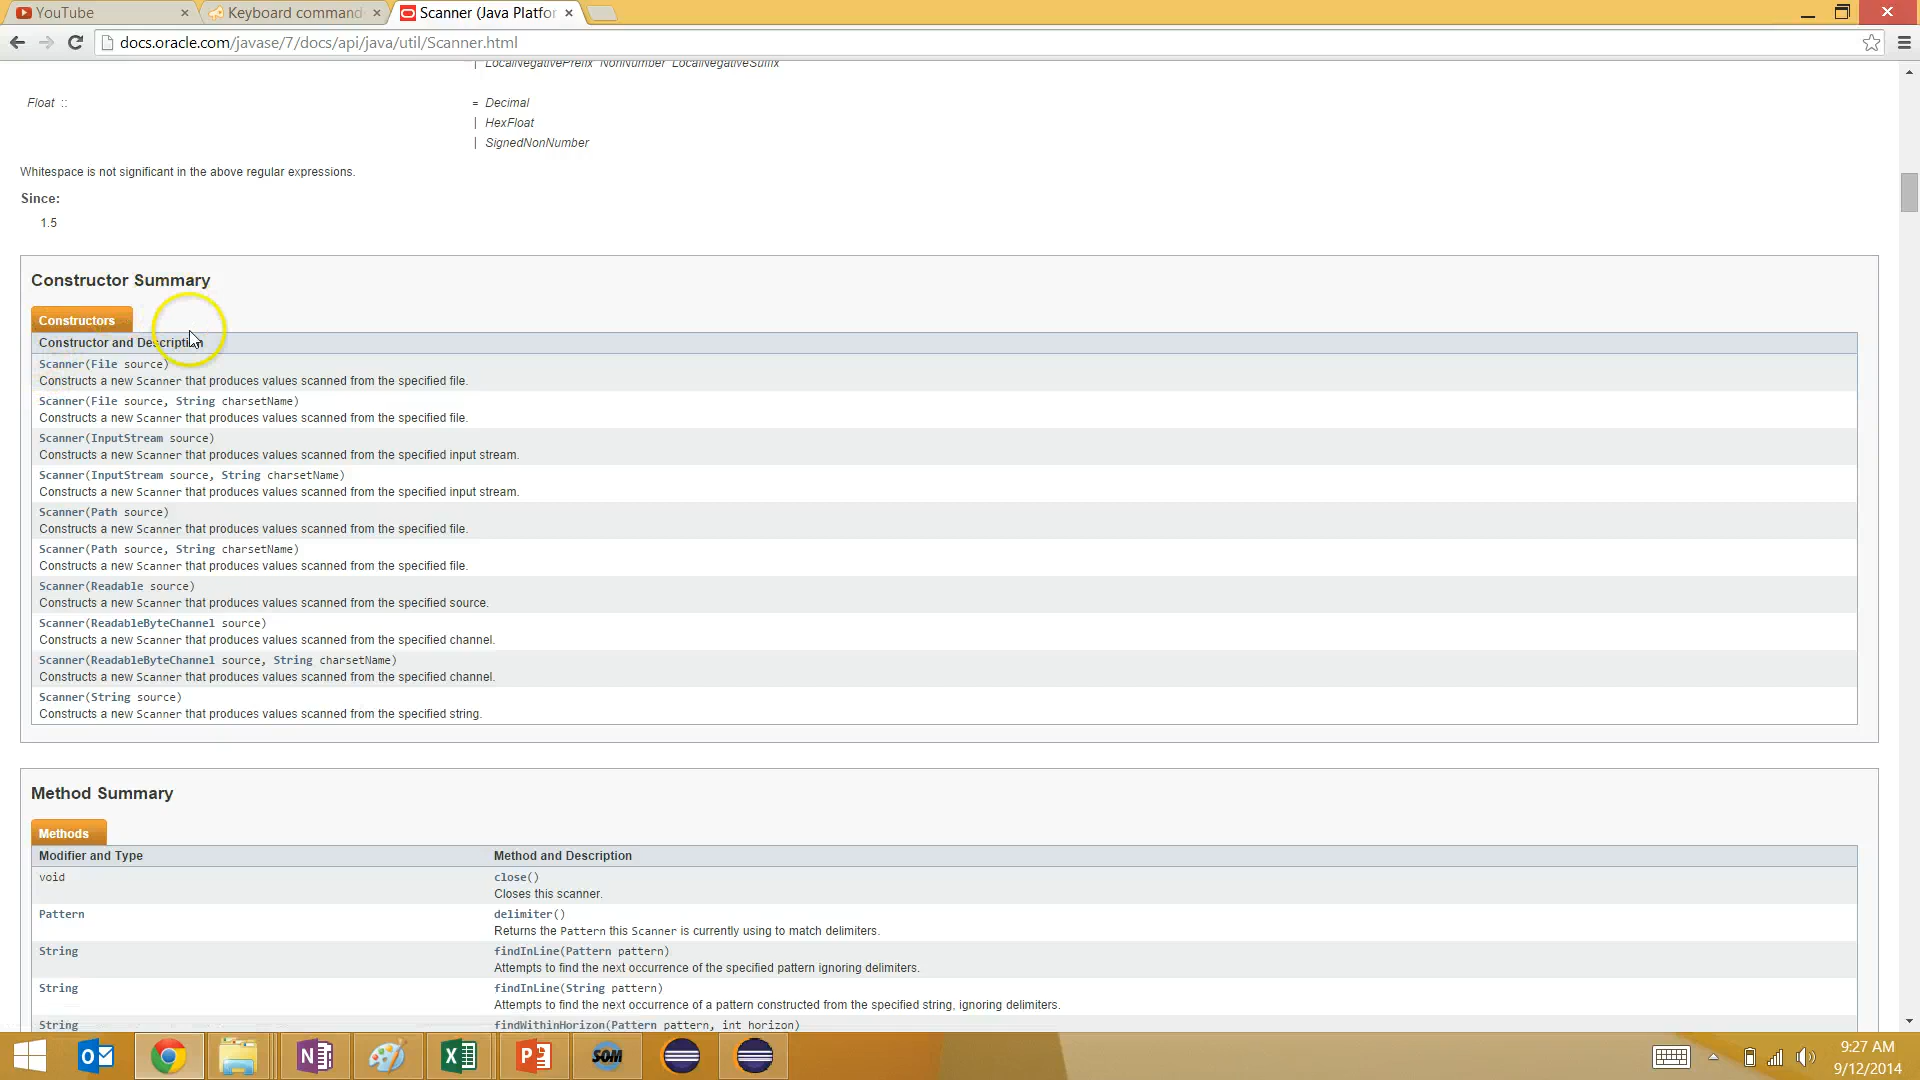 YouTube
Keyboard command
Scanner (Java Platfor
docs.oracle.com/javase/7/docs/api/java/util/Scanner.html
| LocalNegativePrefix NonNumber LocalNegativeSuffix
Float :: = Decimal
| HexFloat
| SignedNonNumber
Whitespace is not significant in the above regular expressions.
Since:
1.5
Constructor Summary
Constructors
Constructor and Description
Scanner(File source)
Constructs a new Scanner that produces values scanned from the specified file.
Scanner(File source, String charsetName)
Constructs a new Scanner that produces values scanned from the specified file.
Scanner(InputStream source)
Constructs a new Scanner that produces values scanned from the specified input stream.
Scanner(InputStream source, String charsetName)
Constructs a new Scanner that produces values scanned from the specified input stream.
Scanner(Path source)
Constructs a new Scanner that produces values scanned from the specified file.
Scanner(Path source, String charsetName)
Constructs a new Scanner that produces values scanned from the specified file.
Scanner(Readable source)
Constructs a new Scanner that produces values scanned from the specified source.
Scanner(ReadableByteChannel source)
Constructs a new Scanner that produces values scanned from the specified channel.
Scanner(ReadableByteChannel source, String charsetName)
Constructs a new Scanner that produces values scanned from the specified channel.
Scanner(String source)
Constructs a new Scanner that produces values scanned from the specified string.
Method Summary
Methods
Modifier and Type Method and Description
void close()
Closes this scanner.
Pattern delimiter()
Returns the Pattern this Scanner is currently using to match delimiters.
String findInLine(Pattern pattern)
Attempts to find the next occurrence of the specified pattern ignoring delimiters.
String findInLine(String pattern)
Attempts to find the next occurrence of a pattern constructed from the specified string, ignoring delimiters.
String findWithinHorizon(Pattern pattern, int horizon)
SOM
9:27 AM
9/12/2014